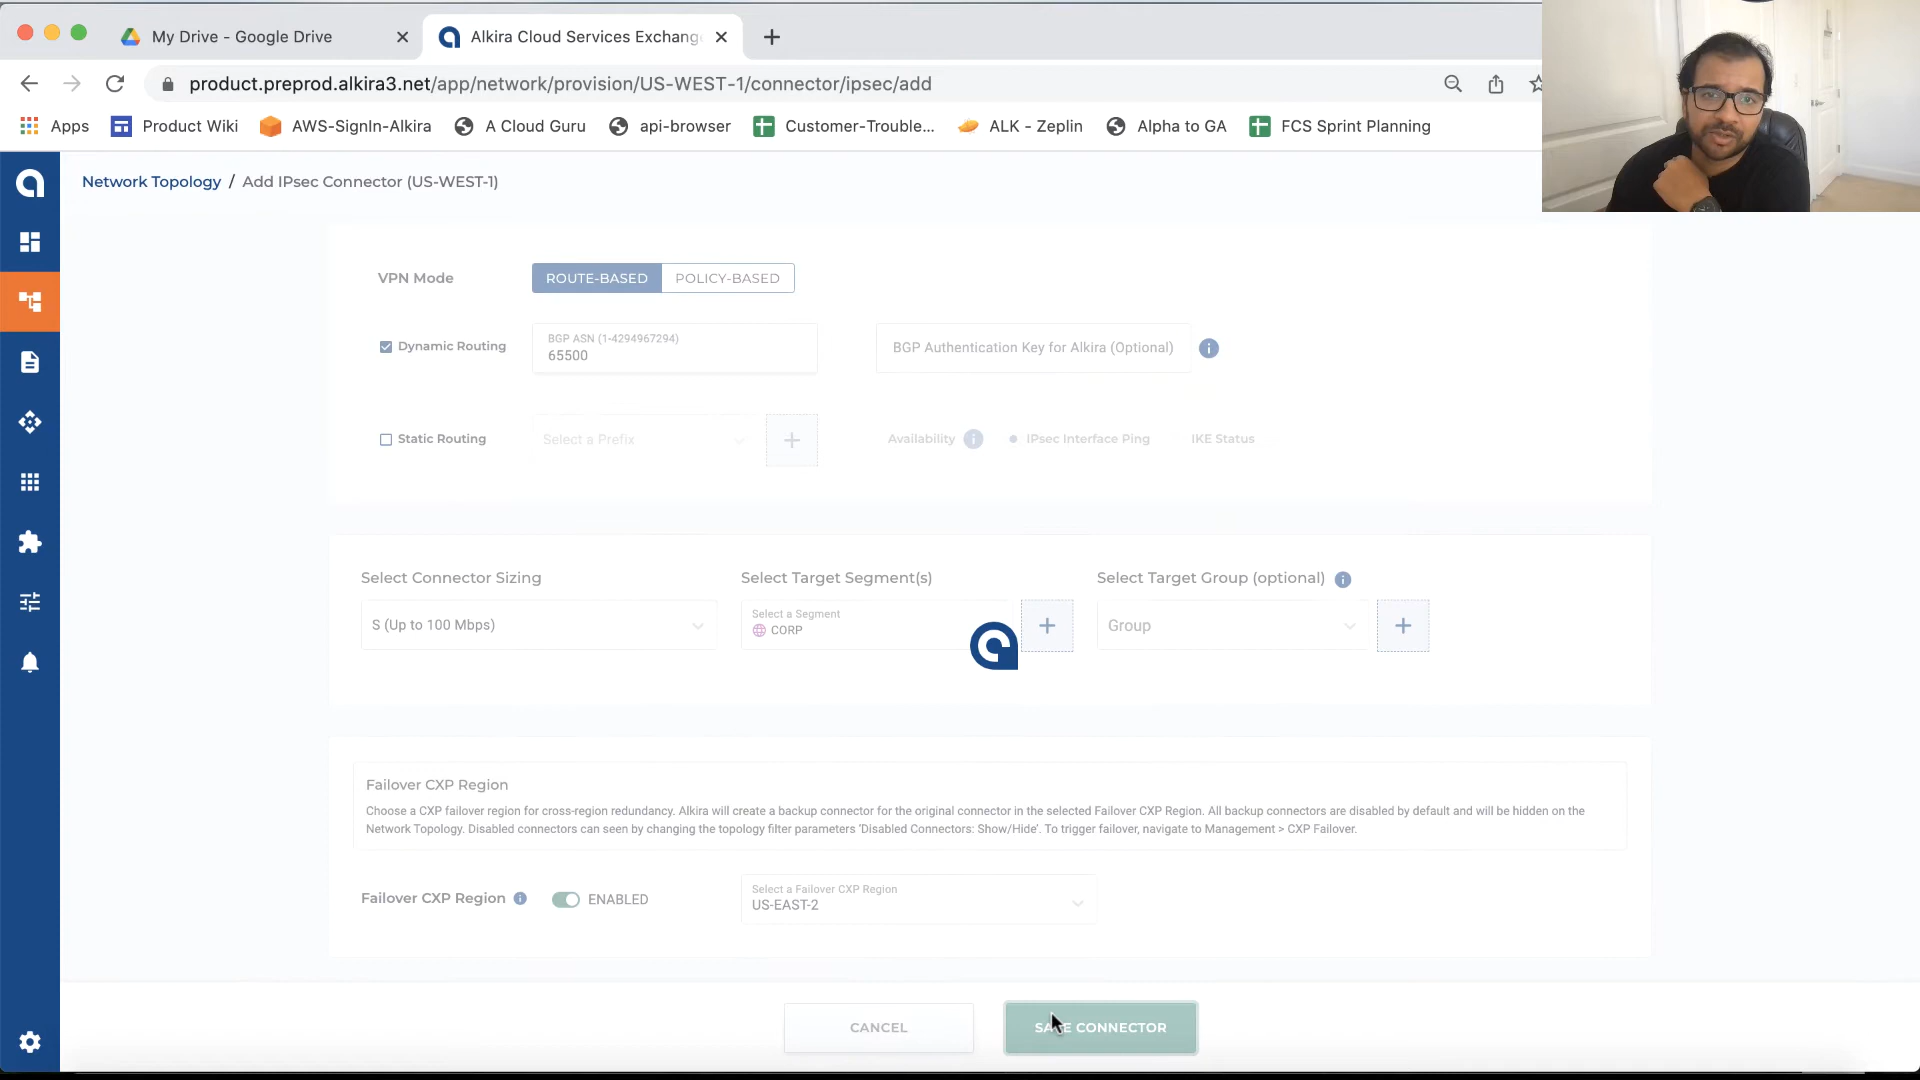 My Drive - Google Drive
Alkira Cloud Services Exchang
product.preprod.alkira3.net/app/network/provision/US-WEST-1/connector/ipsec/add
Apps
Product Wiki
AWS-SignIn-Alkira
A Cloud Guru
api-browser
Customer-Trouble...
ALK - Zeplin
Alpha to GA
FCS Sprint Planning
Network Topology / Add IPsec Connector (US-WEST-1)
VPN Mode
ROUTE-BASED
POLICY-BASED
Dynamic Routing
BGP ASN (1-4294967294)
65500
BGP Authentication Key for Alkira (Optional)
Static Routing
Select a Prefix
Availability
IPsec Interface Ping
IKE Status
Select Connector Sizing
S (Up to 100 Mbps)
Select Target Segment(s)
Select a Segment
CORP
Select Target Group (optional)
Group
Failover CXP Region
Choose a CXP failover region for cross-region redundancy. Alkira will create a backup connector for the original connector in the selected Failover CXP Region. All backup connectors are disabled by default and will be hidden on the
Network Topology. Disabled connectors can seen by changing the topology filter parameters 'Disabled Connectors: Show/Hide'. To trigger failover, navigate to Management > CXP Failover.
Failover CXP Region
ENABLED
Select a Failover CXP Region
US-EAST-2
CANCEL
SAVE CONNECTOR